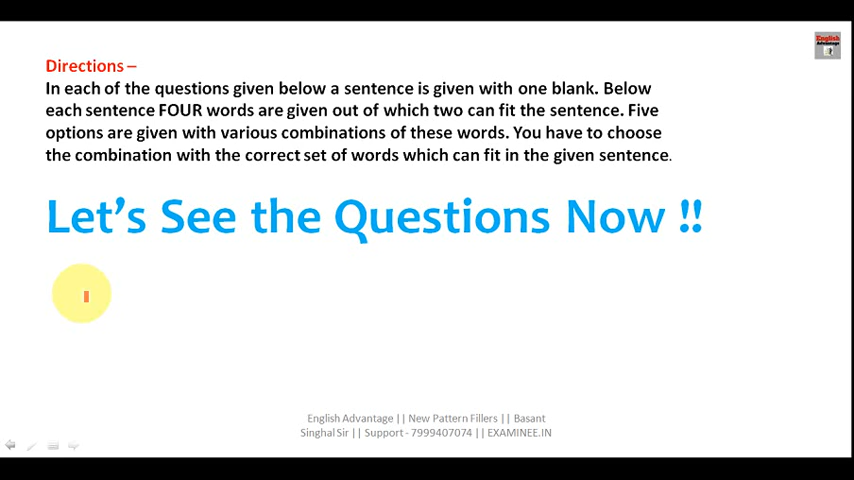 English
Advantage
Directions –
In each of the questions given below a sentence is given with one blank. Below
each sentence FOUR words are given out of which two can fit the sentence. Five
options are given with various combinations of these words. You have to choose
the combination with the correct set of words which can fit in the given sentence.
Let's See the Questions Now !!
English Advantage || New Pattern Fillers || Basant
Singhal Sir || Support - 7999407074 || EXAMINEE.IN